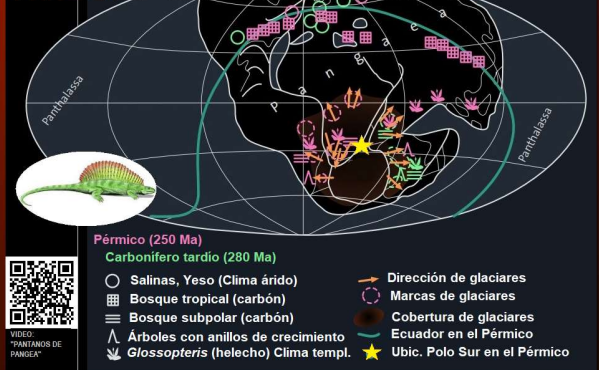 Pangea
Panthalassa
Panthalassa
Pérmico (250 Ma)
Carbonífero tardío (280 Ma)
Salinas, Yeso (Clima árido)
Bosque tropical (carbón)
Bosque subpolar (carbón)
Árboles con anillos de crecimiento
Glossopteris (helecho) Clima templ.
Dirección de glaciares
Marcas de glaciares
Cobertura de glaciares
Ecuador en el Pérmico
Ubic. Polo Sur en el Pérmico
VIDEO:
"PANTANOS DE
PANGEA"